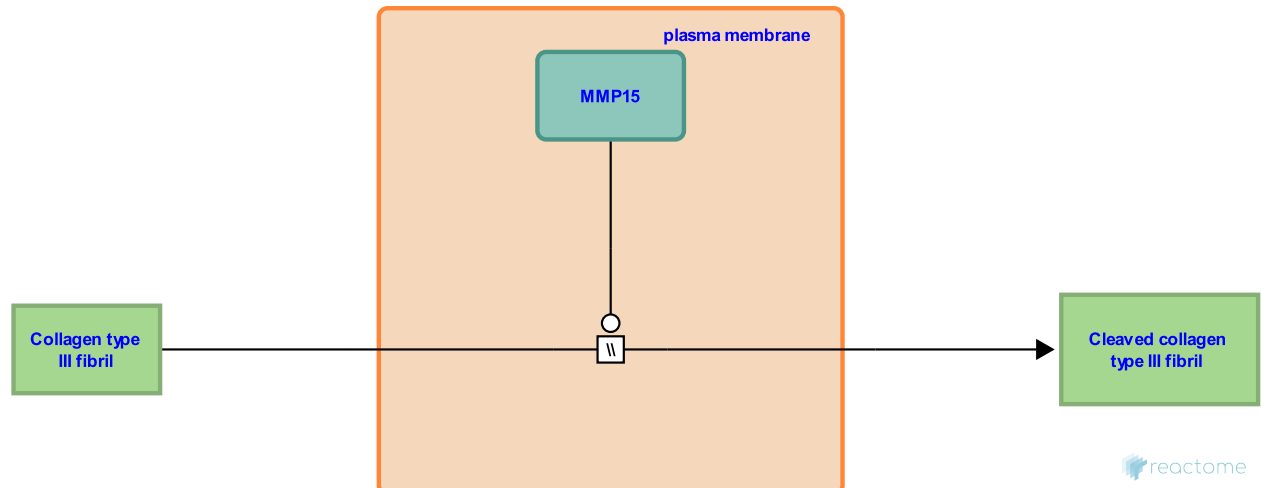 plasma membrane
MMP15
Collagen type
III fibril
\\
Cleaved collagen
type III fibril
reactome